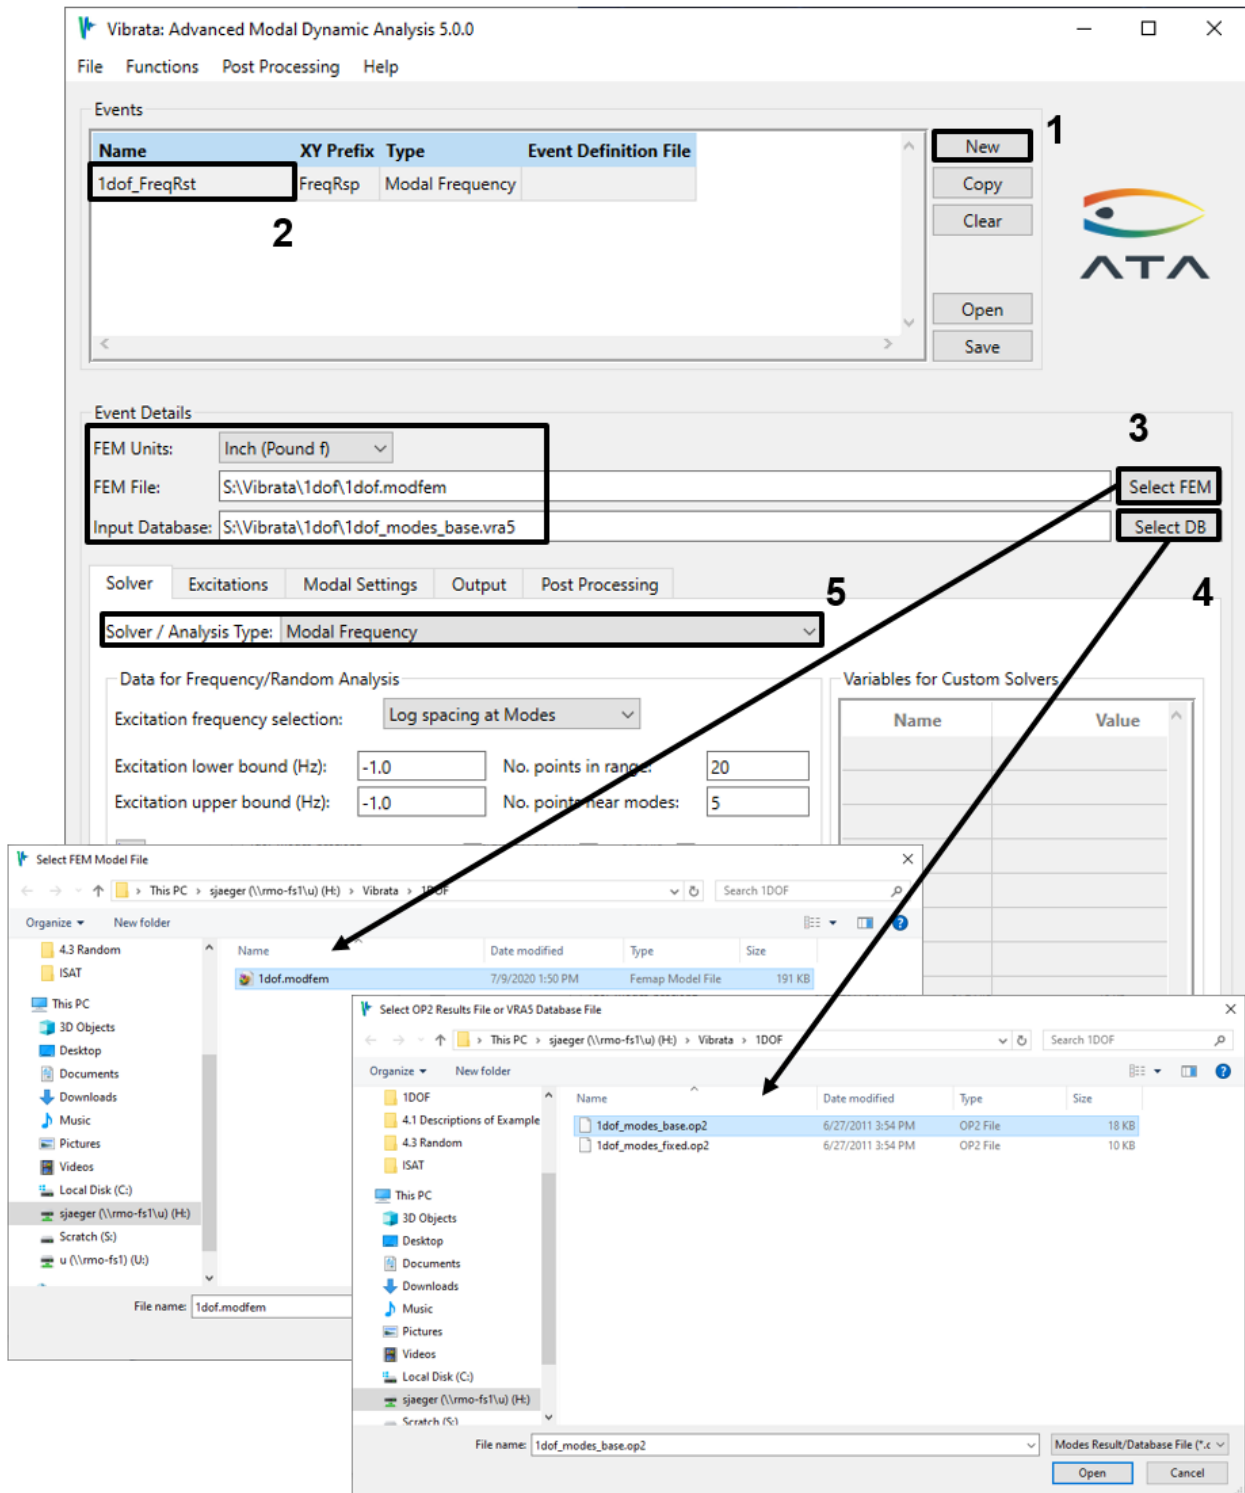 Vibrata: Advanced Modal Dynamic Analysis 5.0.0
File Functions Post Processing Help
Events
1
Name XY Prefix Type Event Definition File
New
1dof_FreqRst FreqRsp Modal Frequency
Copy
2
Clear
ATA
Open
Save
Event Details
3
FEM Units: Inch (Pound f)
FEM File: S:\Vibrata\1dof\1dof.modfem Select FEM
Input Database: S:\Vibrata\1dof\1dof_modes_base.vra5 Select DB
Solver Excitations Modal Settings Output Post Processing
5
4
Solver / Analysis Type: Modal Frequency
Data for Frequency/Random Analysis
Variables for Custom Solvers
Excitation frequency selection: Log spacing at Modes
Name Value
Excitation lower bound (Hz): -1.0 No. points in range: 20
Excitation upper bound (Hz): -1.0 No. points near modes: 5
Select FEM Model File
This PC > sjaeger (\\rmo-fs1\u) (H:) > Vibrata > 1DOF
Search 1DOF
Organize New folder
4.3 Random
ISAT
This PC
3D Objects
Desktop
Documents
Downloads
Music
Pictures
Videos
Local Disk (C:)
sjaeger (\\rmo-fs1\u) (H:)
Scratch (S:)
u (\\rmo-fs1) (U:)
Name Date modified Type Size
1dof.modfem 7/9/2020 1:50 PM Femap Model File 191 KB
File name: 1dof.modfem
Select OP2 Results File or VRA5 Database File
This PC > sjaeger (\\rmo-fs1\u) (H:) > Vibrata > 1DOF
Search 1DOF
Organize New folder
1DOF
4.1 Descriptions of Example
4.3 Random
ISAT
This PC
3D Objects
Desktop
Documents
Downloads
Music
Pictures
Videos
Local Disk (C:)
sjaeger (\\rmo-fs1\u) (H:)
Scratch (S:)
Name Date modified Type Size
1dof_modes_base.op2 6/27/2011 3:54 PM OP2 File 18 KB
1dof_modes_fixed.op2 6/27/2011 3:54 PM OP2 File 10 KB
File name: 1dof_modes_base.op2
Modes Result/Database File (*.c
Open Cancel